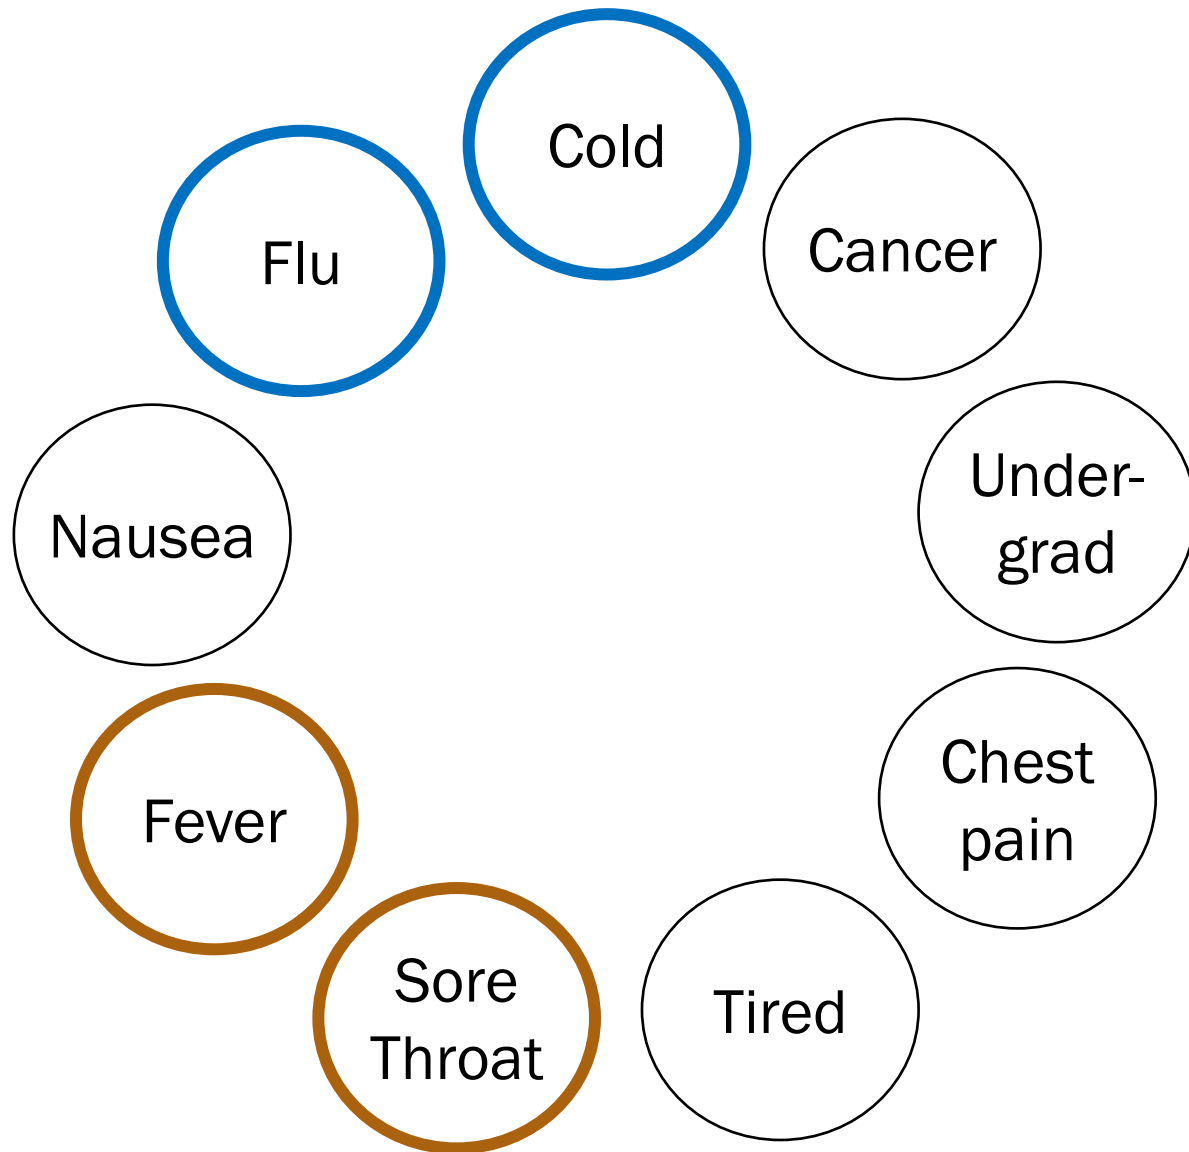 Cold
Flu
Cancer
Under-
grad
Nausea
Chest
pain
Fever
Sore
Throat
Tired